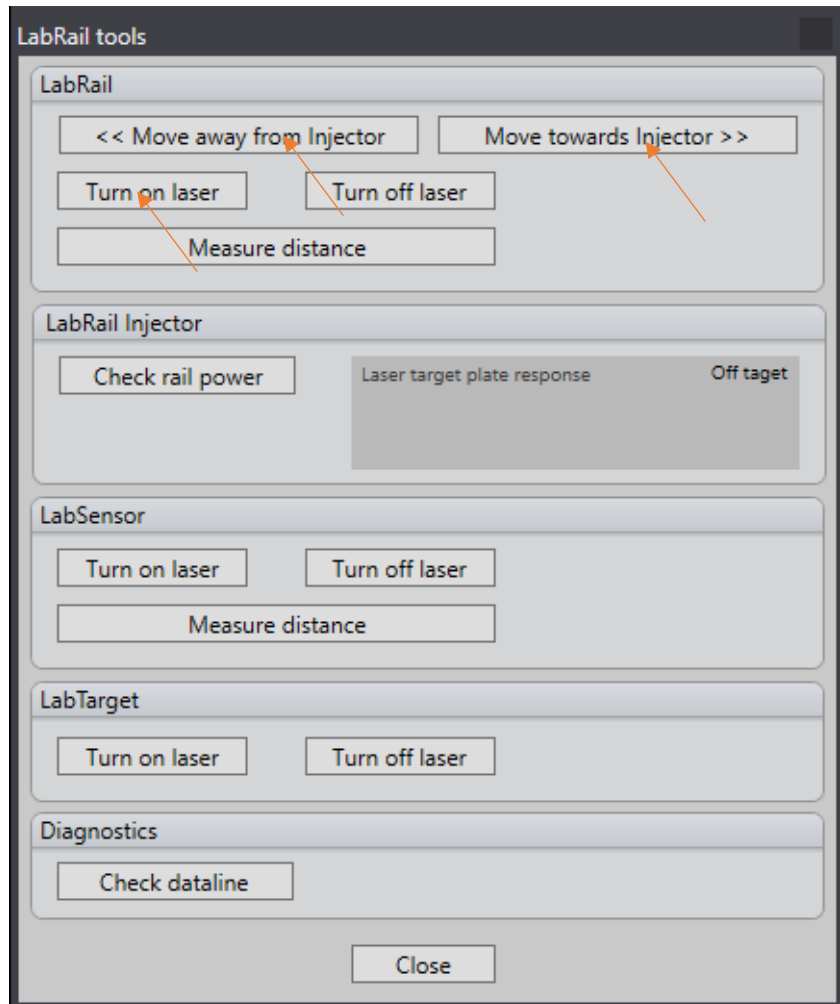 LabRail tools
LabRail
<< Move away from Injector
Move towards Injector >>
Turn on laser
Turn off laser
Measure distance
LabRail Injector
Check rail power
Laser target plate response
Off taget
LabSensor
Turn on laser
Turn off laser
Measure distance
LabTarget
Turn on laser
Turn off laser
Diagnostics
Check dataline
Close